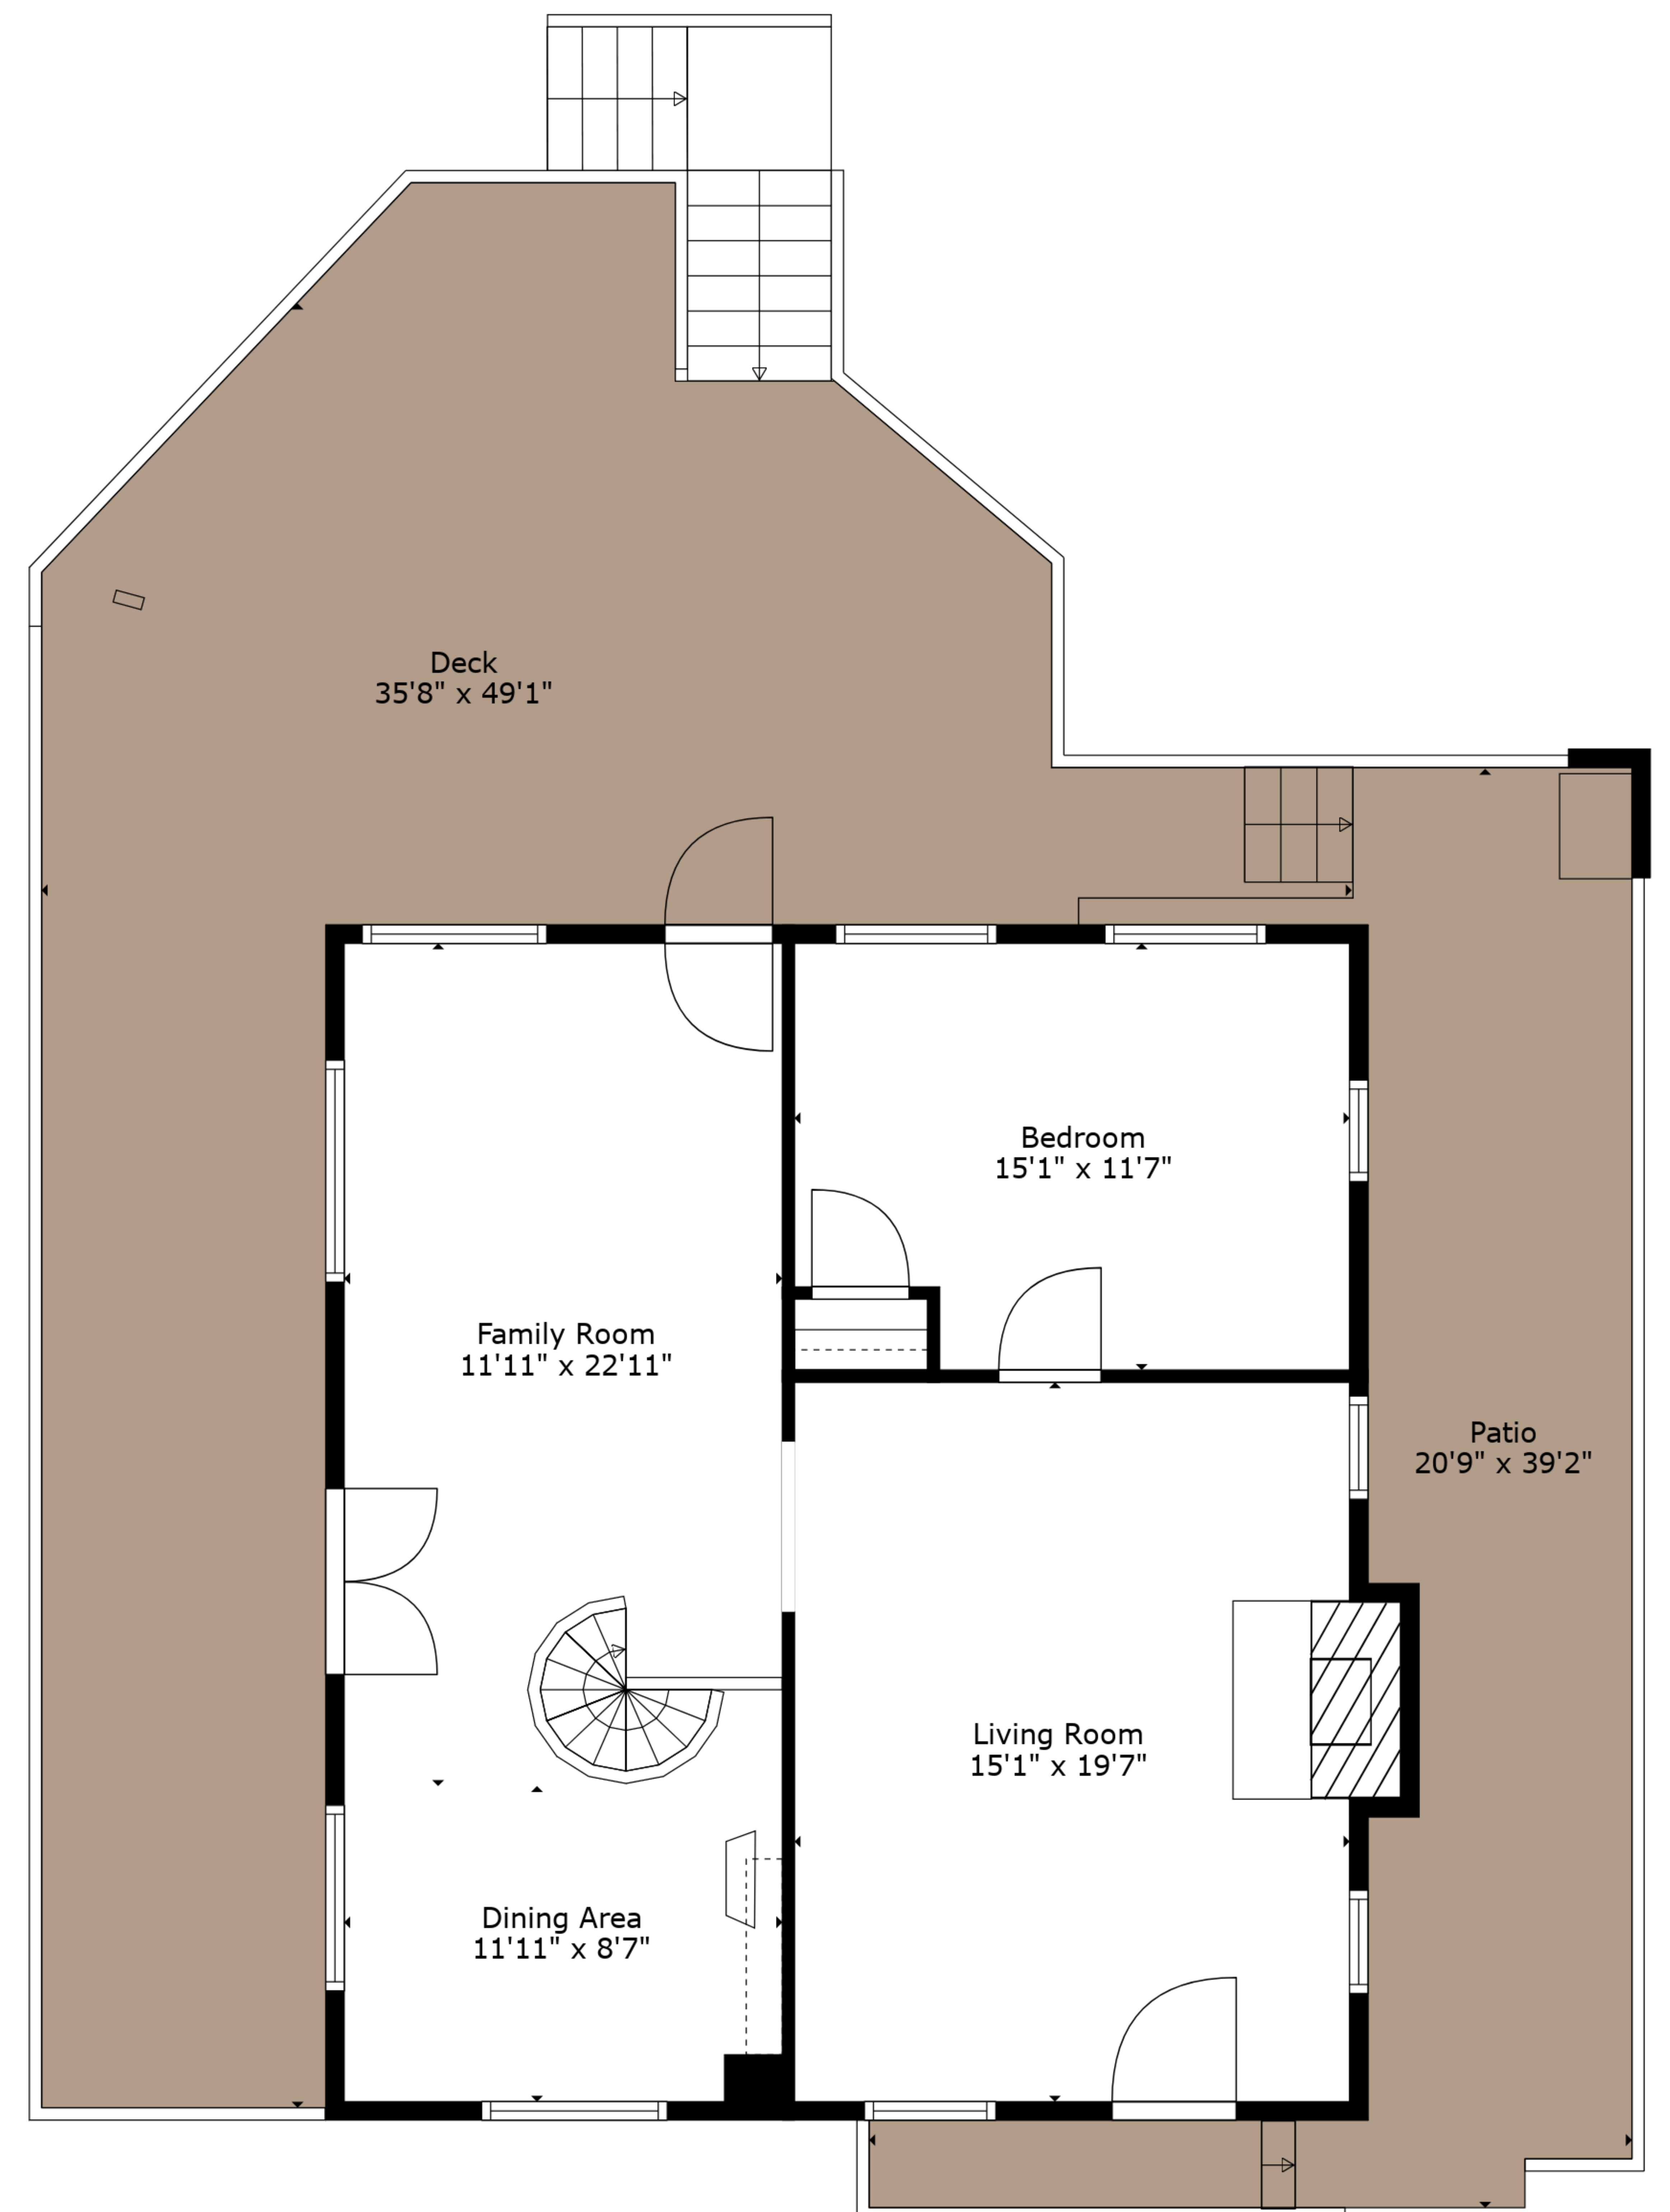 Deck
35'8" x 49'1"
Bedroom
15'1" x 11'7"
Family Room
11'11" x 22'11"
Patio
20'9" x 39'2"
Living Room
15'1" x 19'7"
Dining Area
11'11" x 8'7"